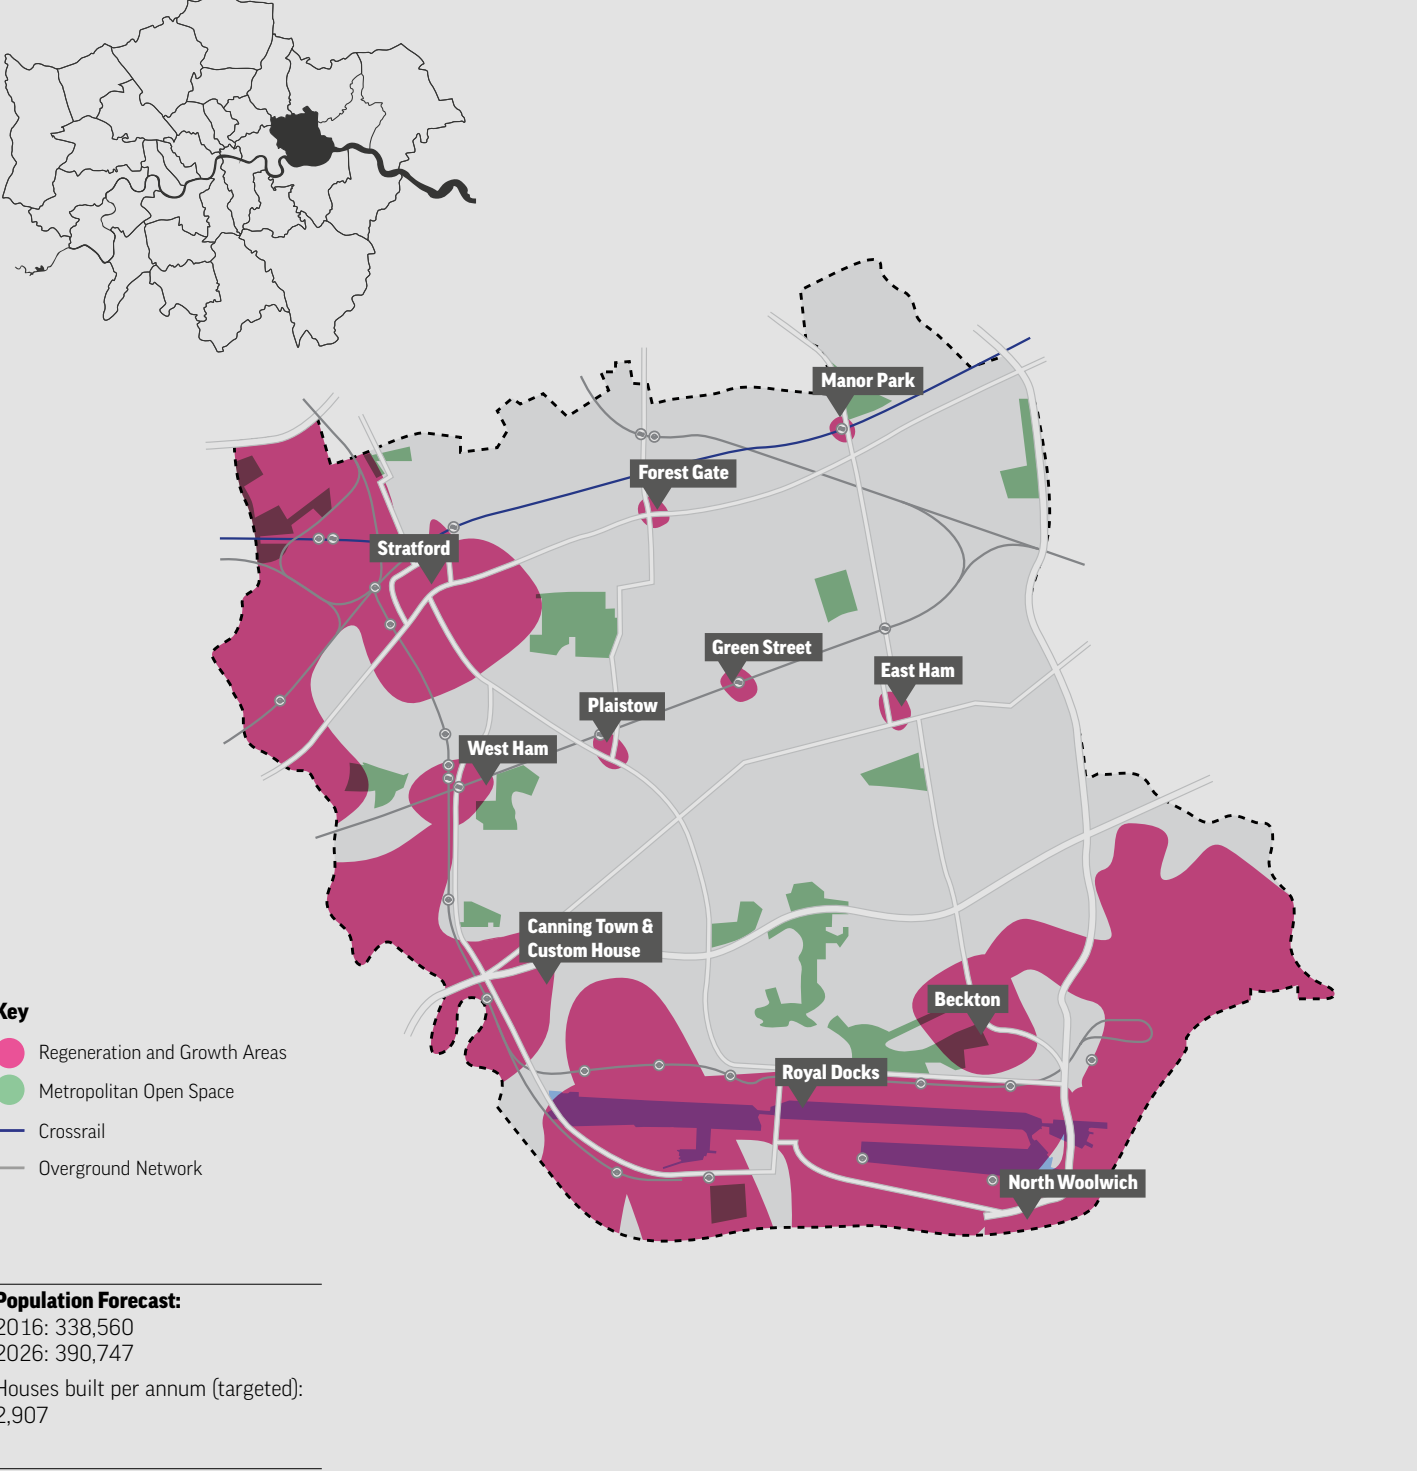 Manor Park
Forest Gate
Stratford
Green Street
East Ham
Plaistow
West Ham
Canning Town &
Custom House
Beckton
Royal Docks
North Woolwich
Key
Regeneration and Growth Areas
Metropolitan Open Space
Crossrail
Overground Network
Population Forecast:
2016: 338,560
2026: 390,747
Houses built per annum (targeted):
2,907